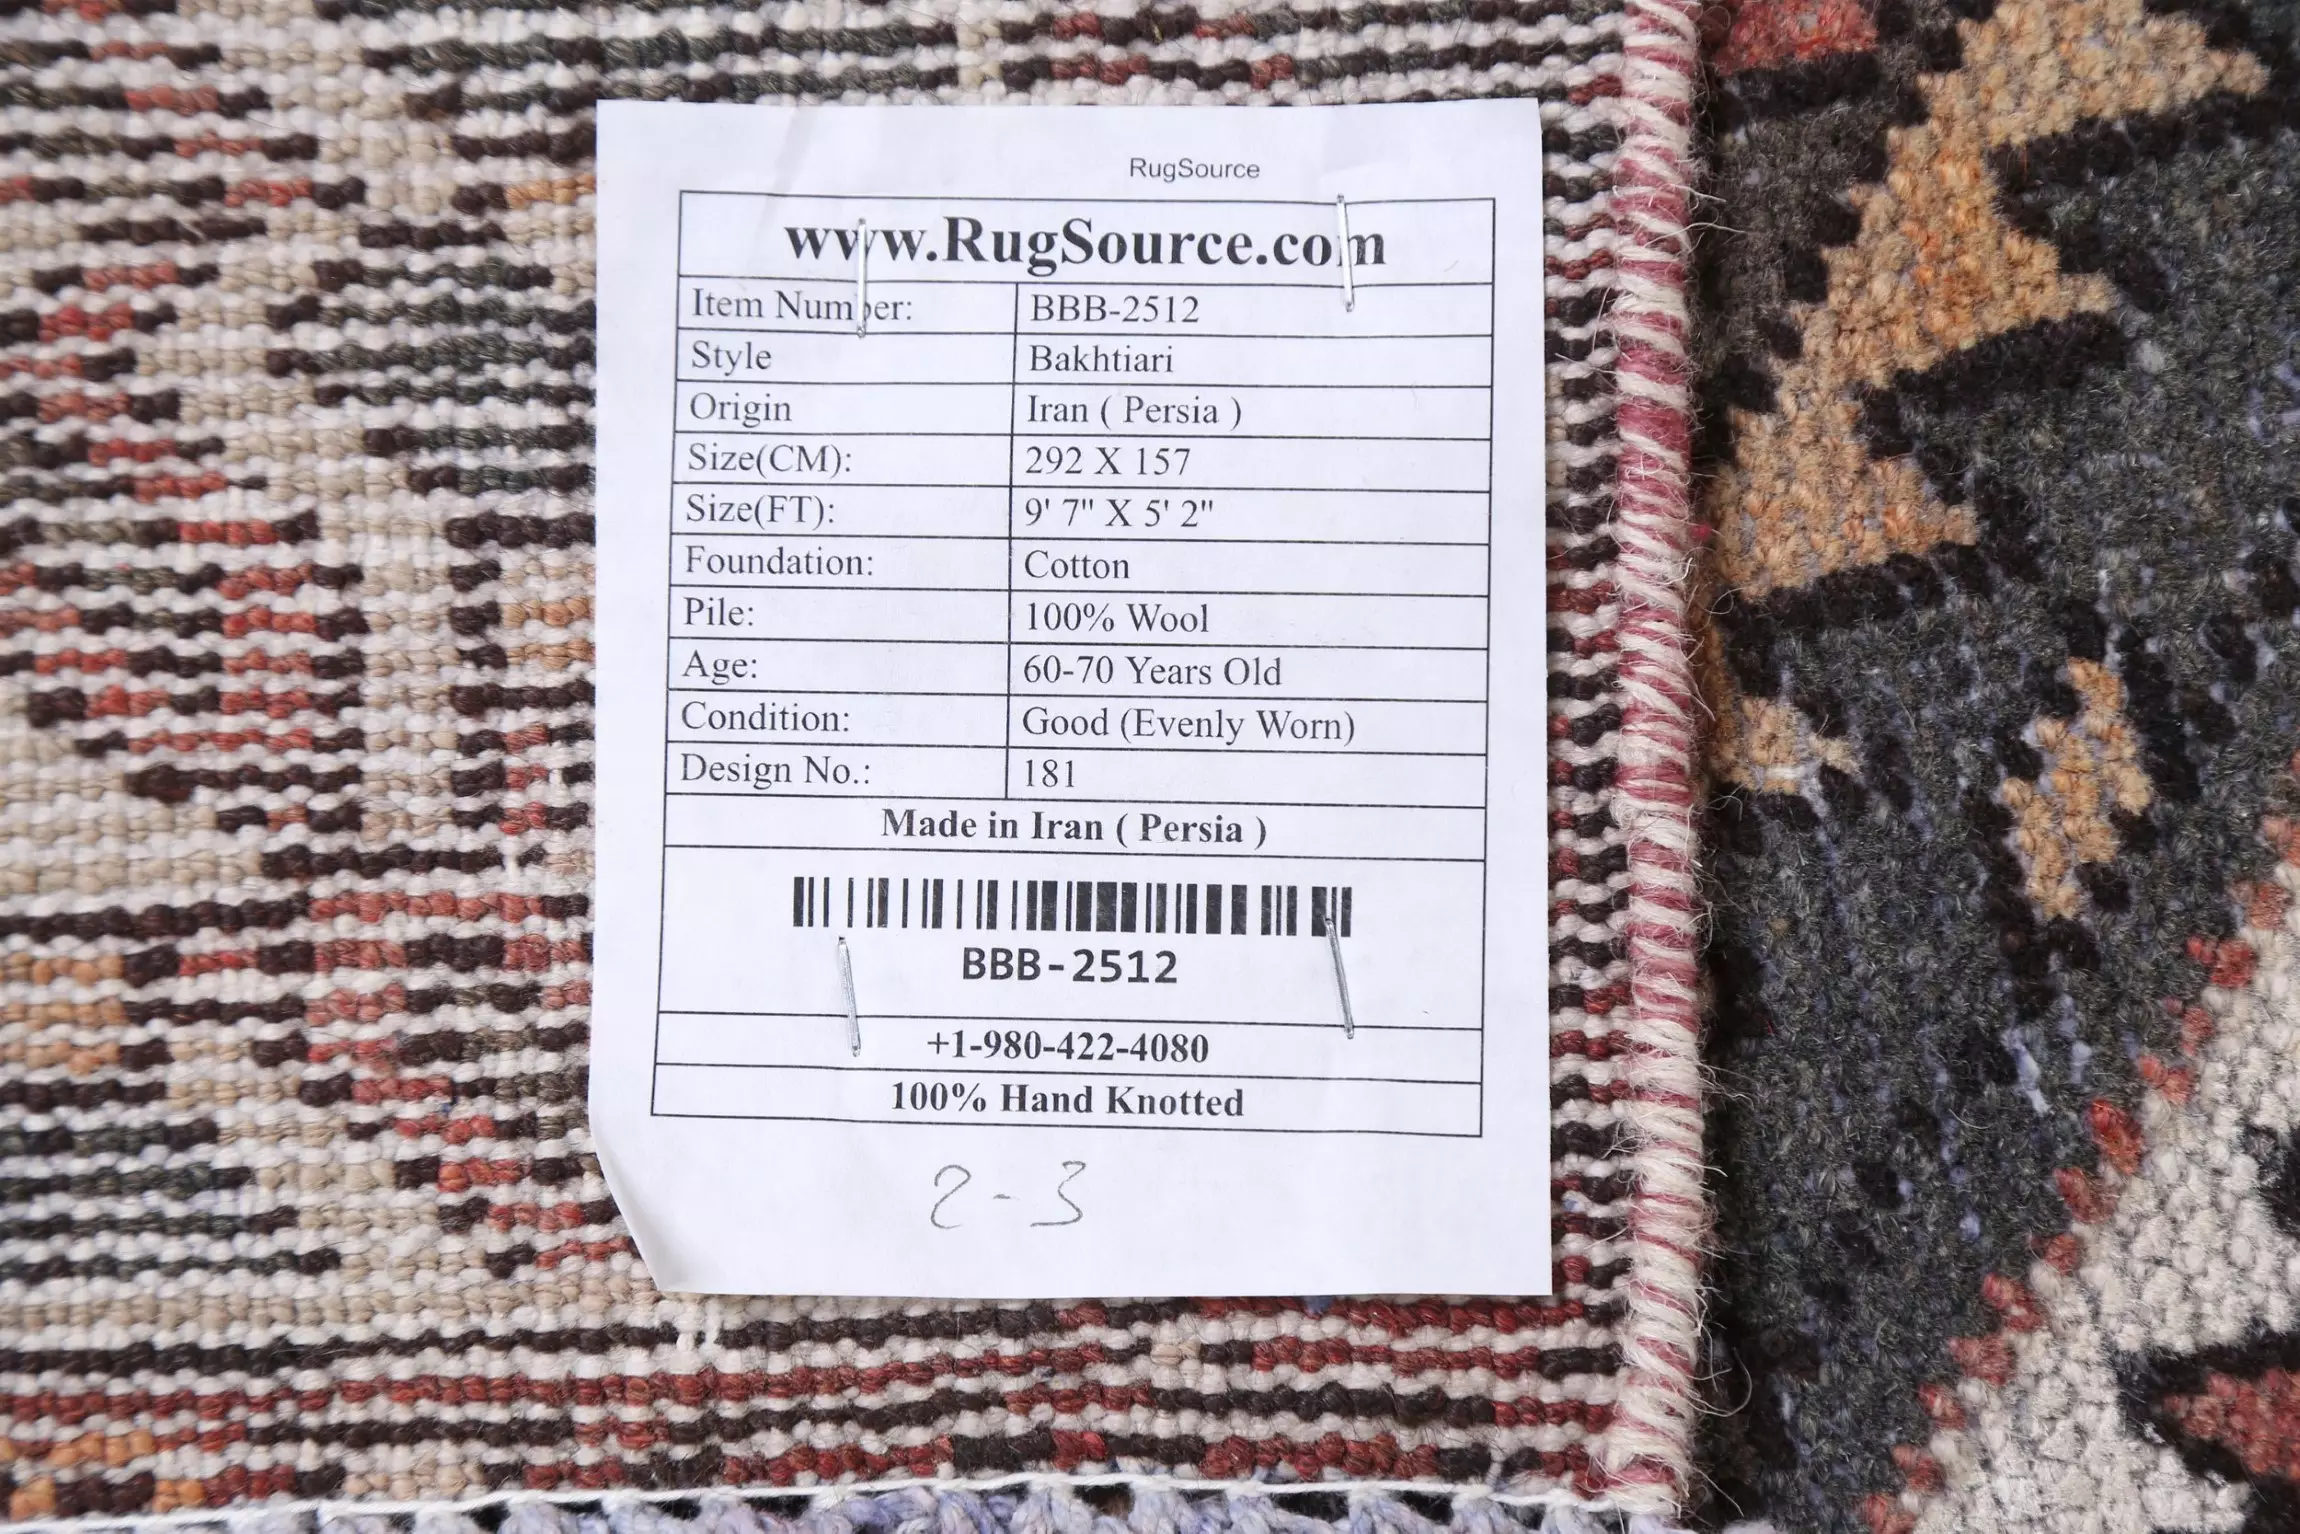 RugSource
www.RugSource.com
Item Number: BBB-2512
Style Bakhtiari
Origin Iran ( Persia )
Size(CM): 292 X 157
Size(FT): 9' 7" X 5' 2"
Foundation: Cotton
Pile: 100% Wool
Age: 60-70 Years Old
Condition: Good (Evenly Worn)
Design No.: 181
Made in Iran ( Persia )
BBB-2512
+1-980-422-4080
100% Hand Knotted
2-3